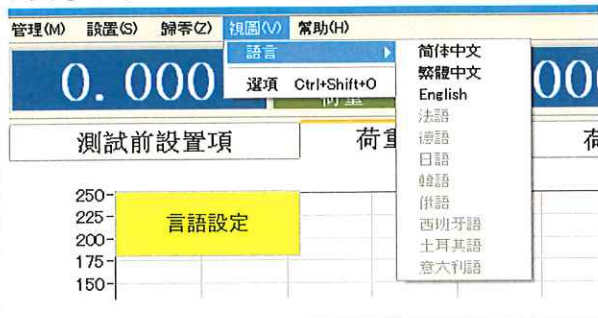 管理(M) 設置(S) 歸零(Z) 視圖(V) 幫助(H)
語言
選項 Ctrl+Shift+O
简体中文
繁體中文
English
法語
德語
日語
韓語
俄語
西班牙語
土耳其語
意大利語
0.000
00
測試前設置項
荷重
荷
250
225
200
175
150
言語設定